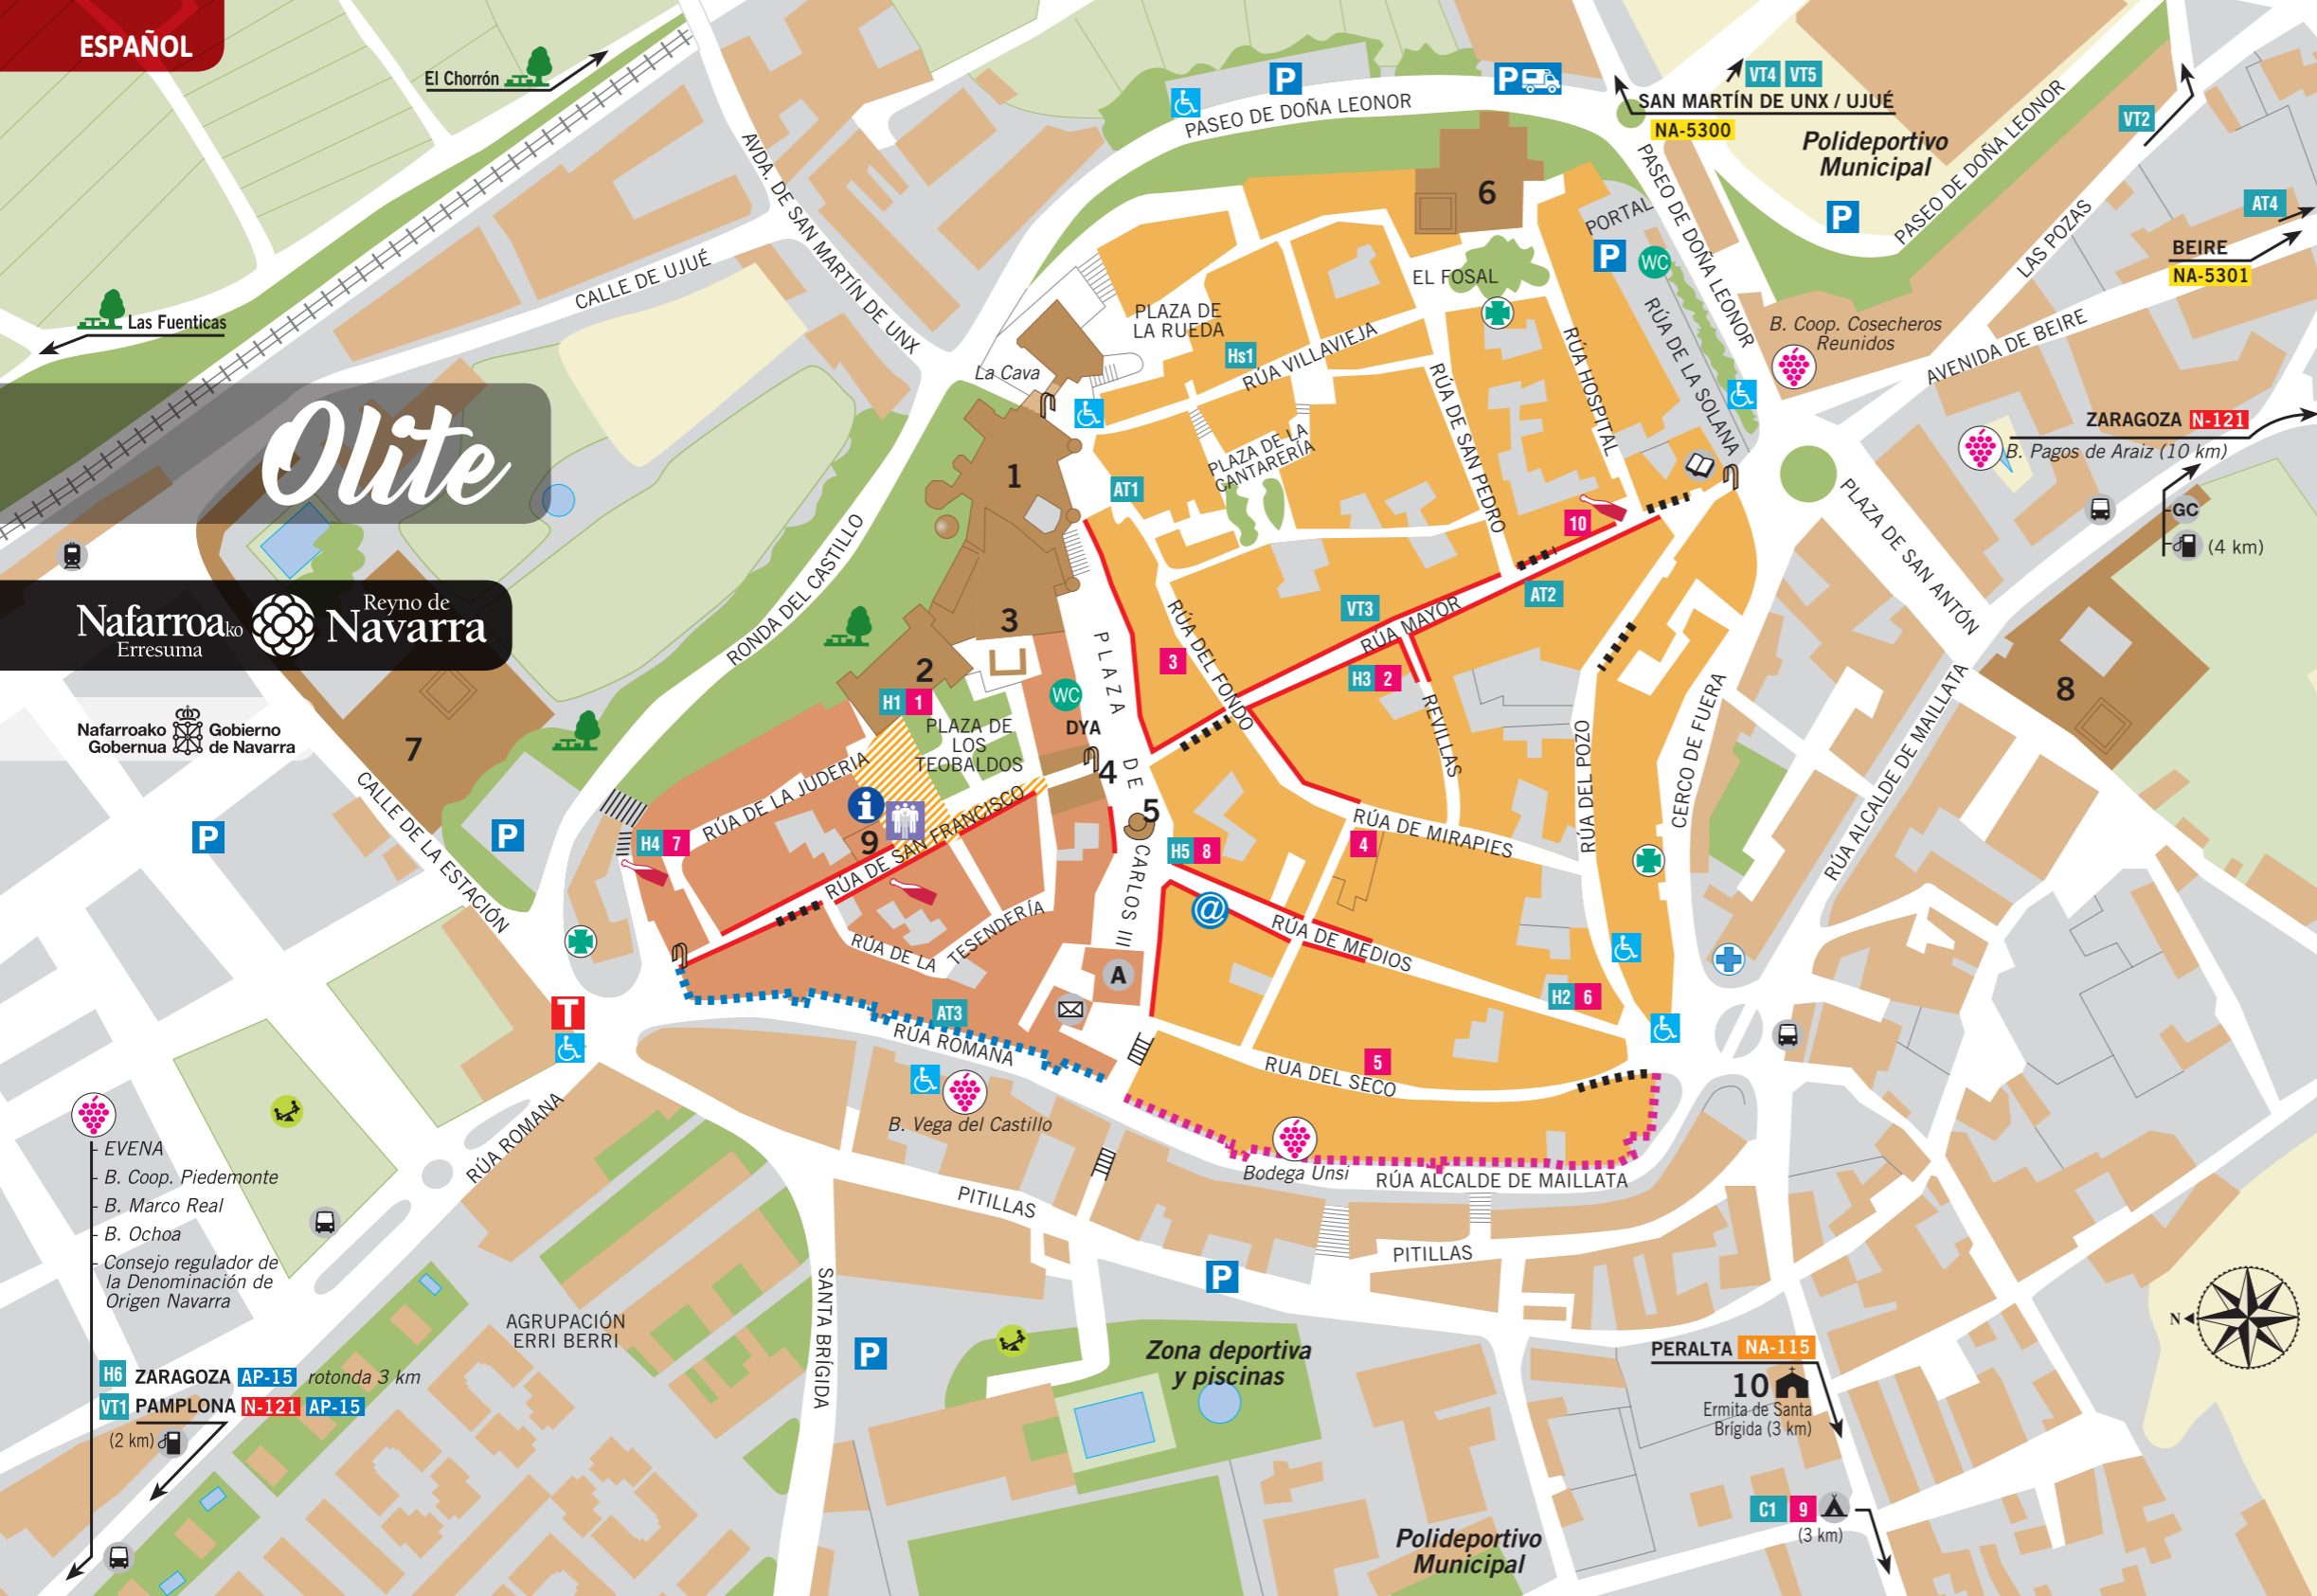 ESPAÑOL
El Chorrón
Las Fuenticas
Olite
Nafarroako
Erresuma
Reyno de
Navarra
Nafarroako
Gobernua
Gobierno
de Navarra
AVDA. DE SAN MARTÍN DE UNX
CALLE DE UJUÉ
RONDA DEL CASTILLO
P
P
PASEO DE DOÑA LEONOR
VT4 VT5
SAN MARTÍN DE UNX / UJUÉ
NA-5300
Polideportivo
Municipal
P
PASEO DE DOÑA LEONOR
PASEO DE DOÑA LEONOR
VT2
AT4
BEIRE
NA-5301
LAS POZAS
AVENIDA DE BEIRE
ZARAGOZA N-121
B. Pagos de Araiz (10 km)
GC
(4 km)
B. Coop. Cosecheros
Reunidos
PLAZA DE SAN ANTÓN
6
PORTAL
P
WC
EL FOSAL
RÚA DE LA SOLANA
RÚA HOSPITAL
RÚA DE SAN PEDRO
PLAZA DE
LA RUEDA
Hs1
RÚA VILLAVIEJA
PLAZA DE LA
CANTARERÍA
La Cava
1
AT1
10
AT2
VT3
RÚA MAYOR
H3 2
REVILLAS
3
RÚA DEL FONDO
3
2
H1 1
WC
DYA
PLAZA DE CARLOS III
PLAZA DE
LOS
TEOBALDOS
4
5
7
8
CALLE DE LA ESTACIÓN
P
P
H4 7
RÚA DE LA JUDERIA
i
9
RÚA DE SAN FRANCISCO
RÚA DE LA TESENDERÍA
H5 8
@
RÚA DE MEDIOS
4
RÚA DE MIRAPIES
RÚA DEL POZO
CERCO DE FUERA
RÚA ALCALDE DE MAILLATA
A
H2 6
5
RUA DEL SECO
T
AT3
RÚA ROMANA
RÚA ROMANA
B. Vega del Castillo
Bodega Unsi
RÚA ALCALDE DE MAILLATA
PITILLAS
PITILLAS
P
P
SANTA BRÍGIDA
AGRUPACIÓN
ERRI BERRI
EVENA
B. Coop. Piedemonte
B. Marco Real
B. Ochoa
Consejo regulador de
la Denominación de
Origen Navarra
H6 ZARAGOZA AP-15 rotonda 3 km
VT1 PAMPLONA N-121 AP-15
(2 km)
Zona deportiva
y piscinas
Polideportivo
Municipal
PERALTA NA-115
10
Ermita de Santa
Brígida (3 km)
C1 9
(3 km)
N